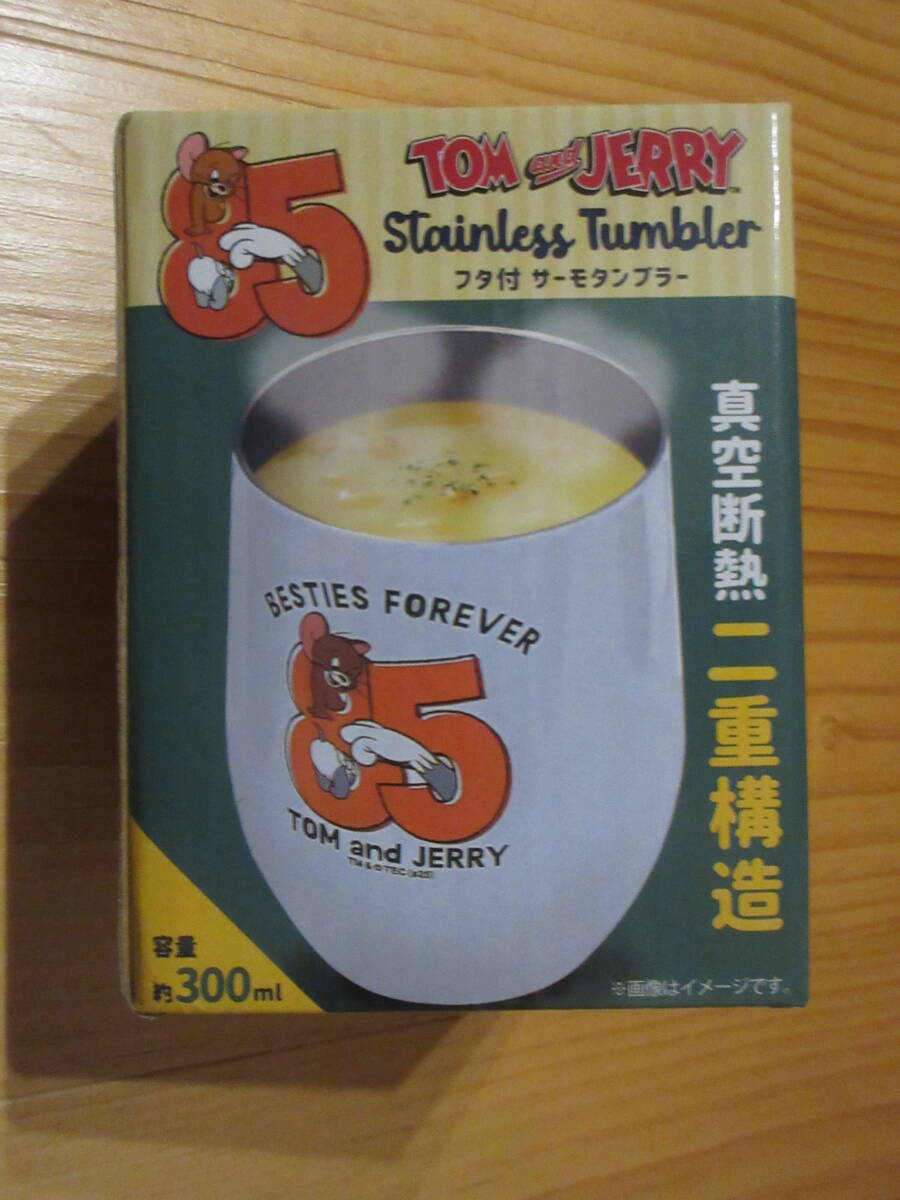 85
TOM and JERRY
Stainless Tumbler
フタ付 サーモタンブラー
真空断熱
二重構造
BESTIES FOREVER
85
TOM and JERRY
容量
約300ml
※画像はイメージです。